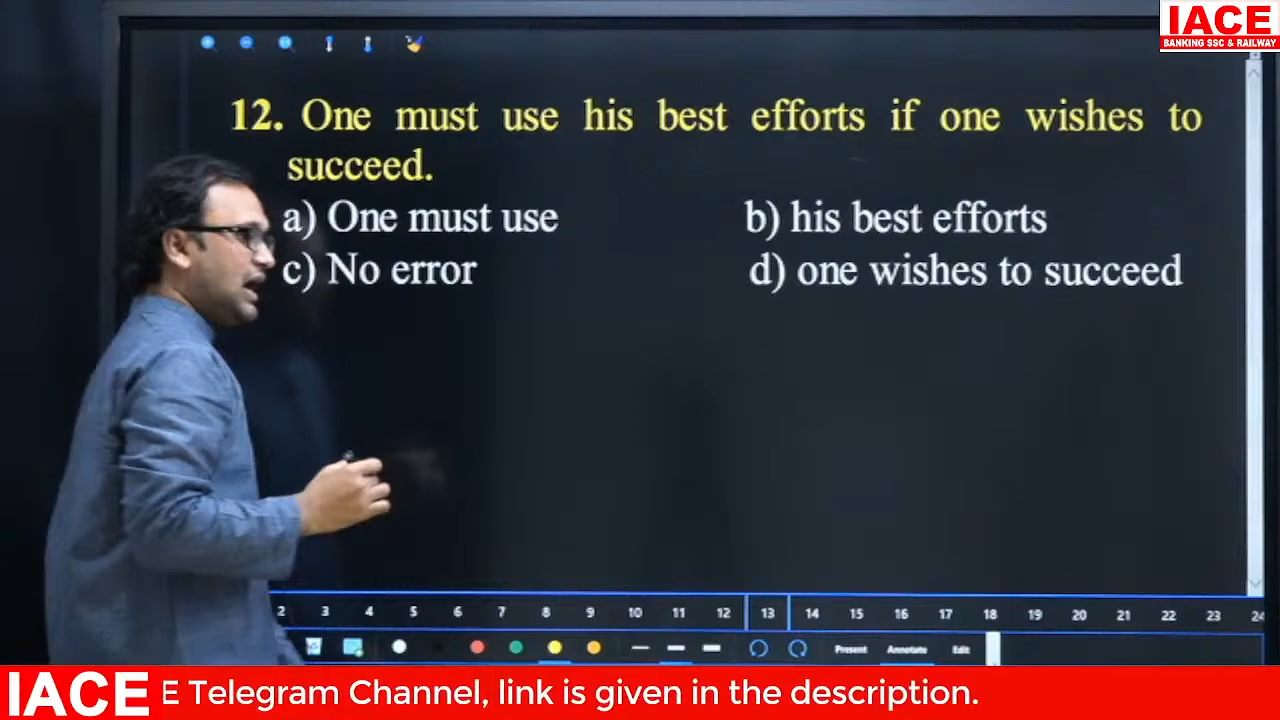 IACE
BANKING SSC & RAILWAY
12. One must use his best efforts if one wishes to
succeed.
a) One must use b) his best efforts
c) No error d) one wishes to succeed
2 3 4 5 6 7 8 9 10 11 12 13 14 15 16 17 18 19 20 21 22 23 24
Present Annotate Edit
IACE E Telegram Channel, link is given in the description.